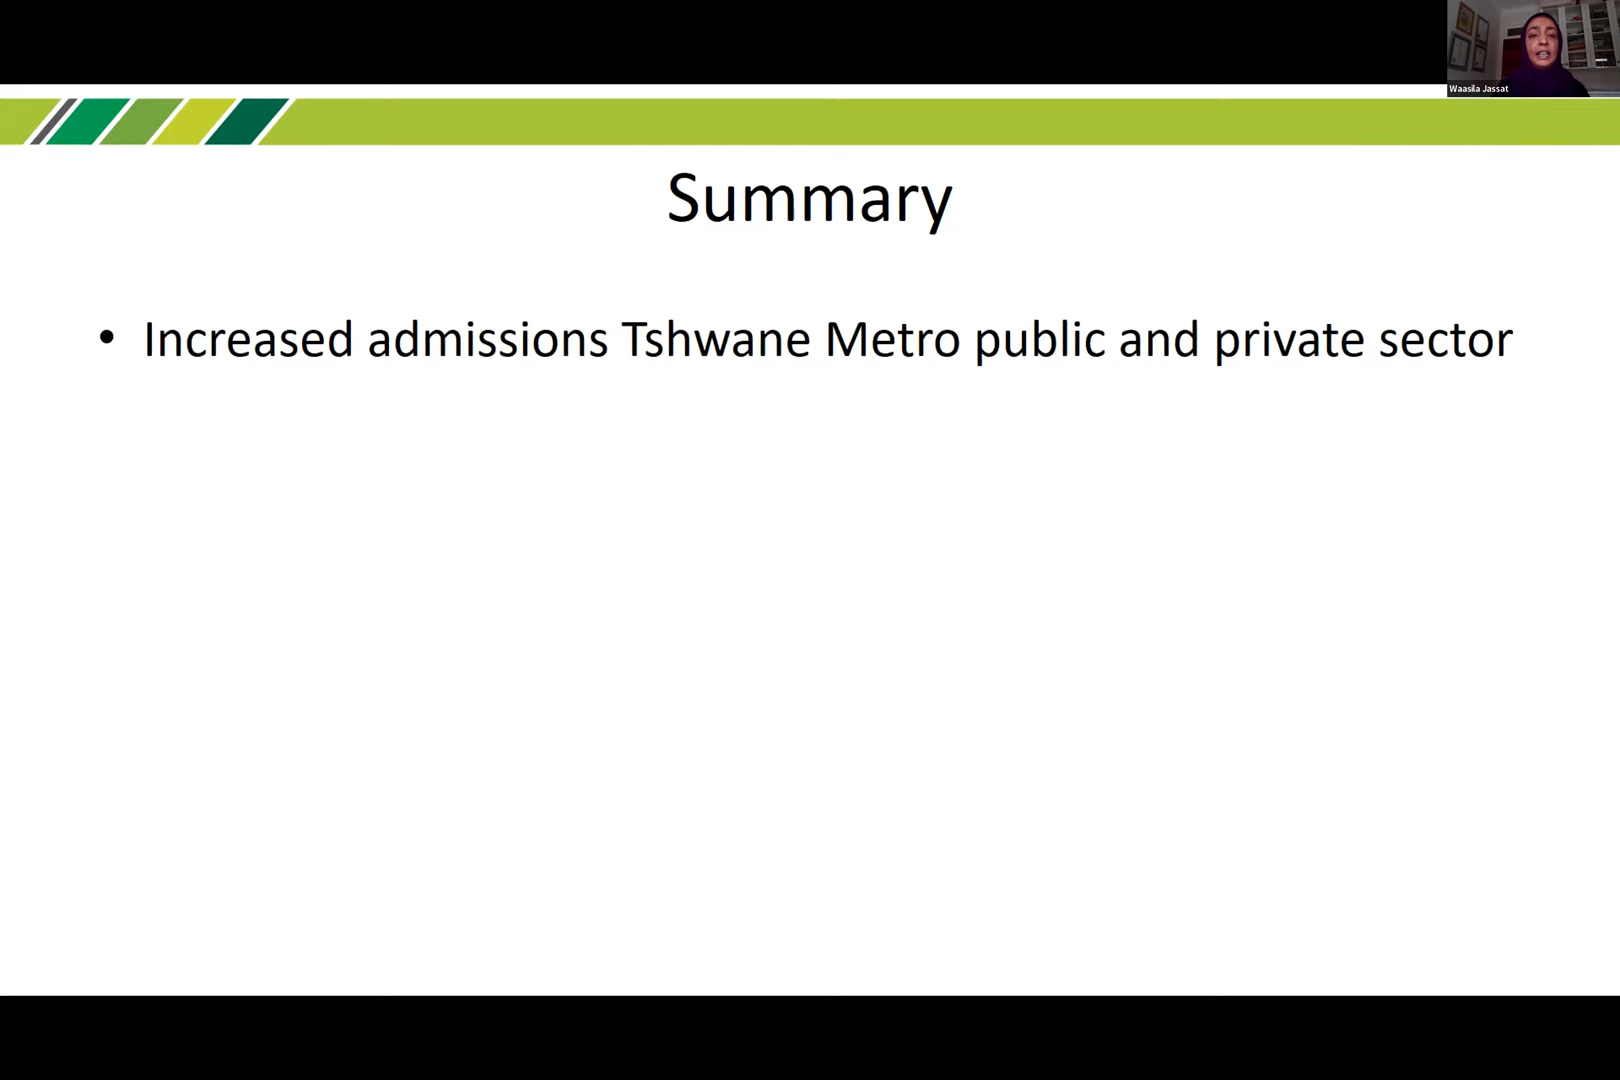 Waasila Jassat
Summary
• Increased admissions Tshwane Metro public and private sector